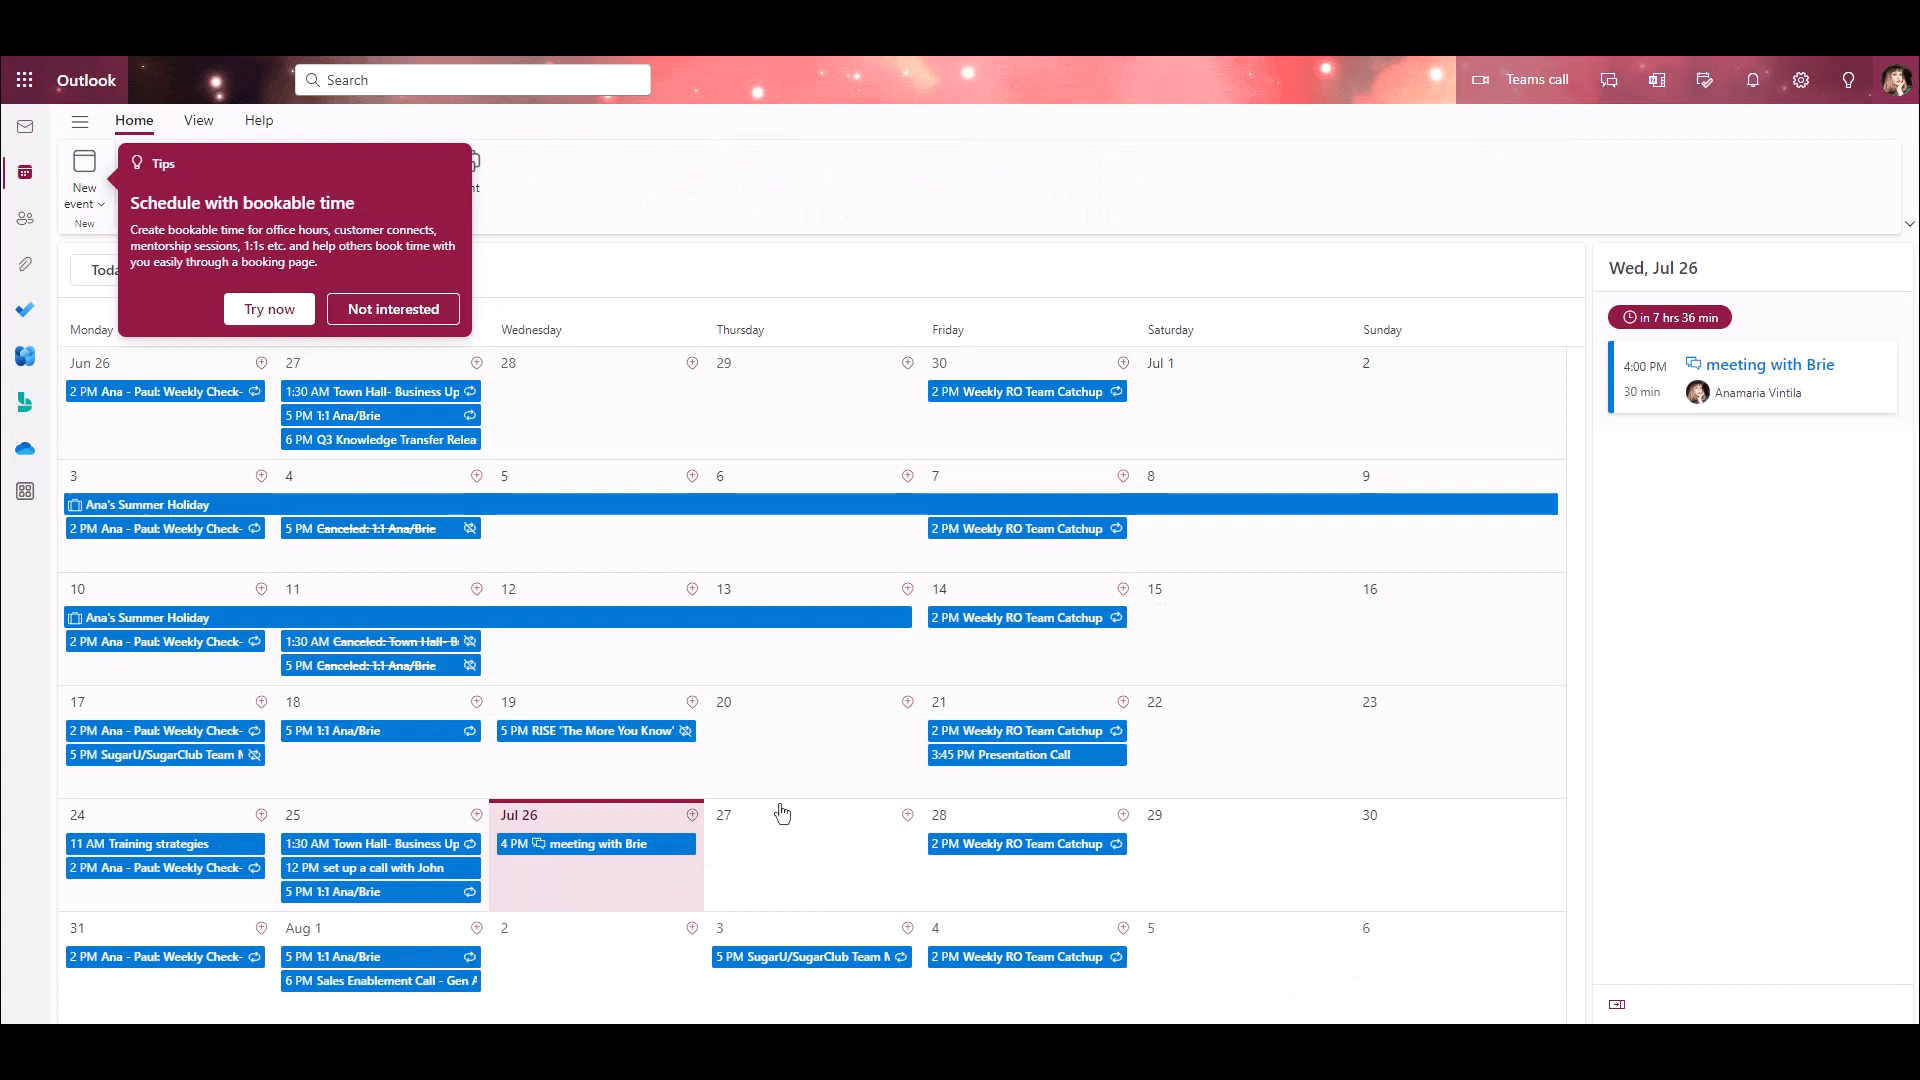 Outlook
Search
Teams call
Home
View
Help
New
event
New
Tips
Schedule with bookable time
Create bookable time for office hours, customer connects,
mentorship sessions, 1:1s etc. and help others book time with
you easily through a booking page.
Try now
Not interested
Monday
Wednesday
Thursday
Friday
Saturday
Sunday
Jun 26
27
28
29
30
Jul 1
2
2 PM Ana - Paul: Weekly Check-
1:30 AM Town Hall- Business Up
2 PM Weekly RO Team Catchup
5 PM 1:1 Ana/Brie
6 PM Q3 Knowledge Transfer Relea
3
4
5
6
7
8
9
Ana's Summer Holiday
2 PM Ana - Paul: Weekly Check-
5 PM Canceled: 1:1 Ana/Brie
2 PM Weekly RO Team Catchup
10
11
12
13
14
15
16
Ana's Summer Holiday
2 PM Weekly RO Team Catchup
2 PM Ana - Paul: Weekly Check-
1:30 AM Canceled: Town Hall- B
5 PM Canceled: 1:1 Ana/Brie
17
18
19
20
21
22
23
2 PM Ana - Paul: Weekly Check-
5 PM 1:1 Ana/Brie
5 PM RISE 'The More You Know'
2 PM Weekly RO Team Catchup
5 PM SugarU/SugarClub Team
3:45 PM Presentation Call
24
25
Jul 26
27
28
29
30
11 AM Training strategies
1:30 AM Town Hall- Business Up
4 PM meeting with Brie
2 PM Weekly RO Team Catchup
2 PM Ana - Paul: Weekly Check-
12 PM set up a call with John
5 PM 1:1 Ana/Brie
31
Aug 1
2
3
4
5
6
2 PM Ana - Paul: Weekly Check-
5 PM 1:1 Ana/Brie
5 PM SugarU/SugarClub Team
2 PM Weekly RO Team Catchup
6 PM Sales Enablement Call - Gen A
Wed, Jul 26
in 7 hrs 36 min
4:00 PM
meeting with Brie
30 min
Anamaria Vintila